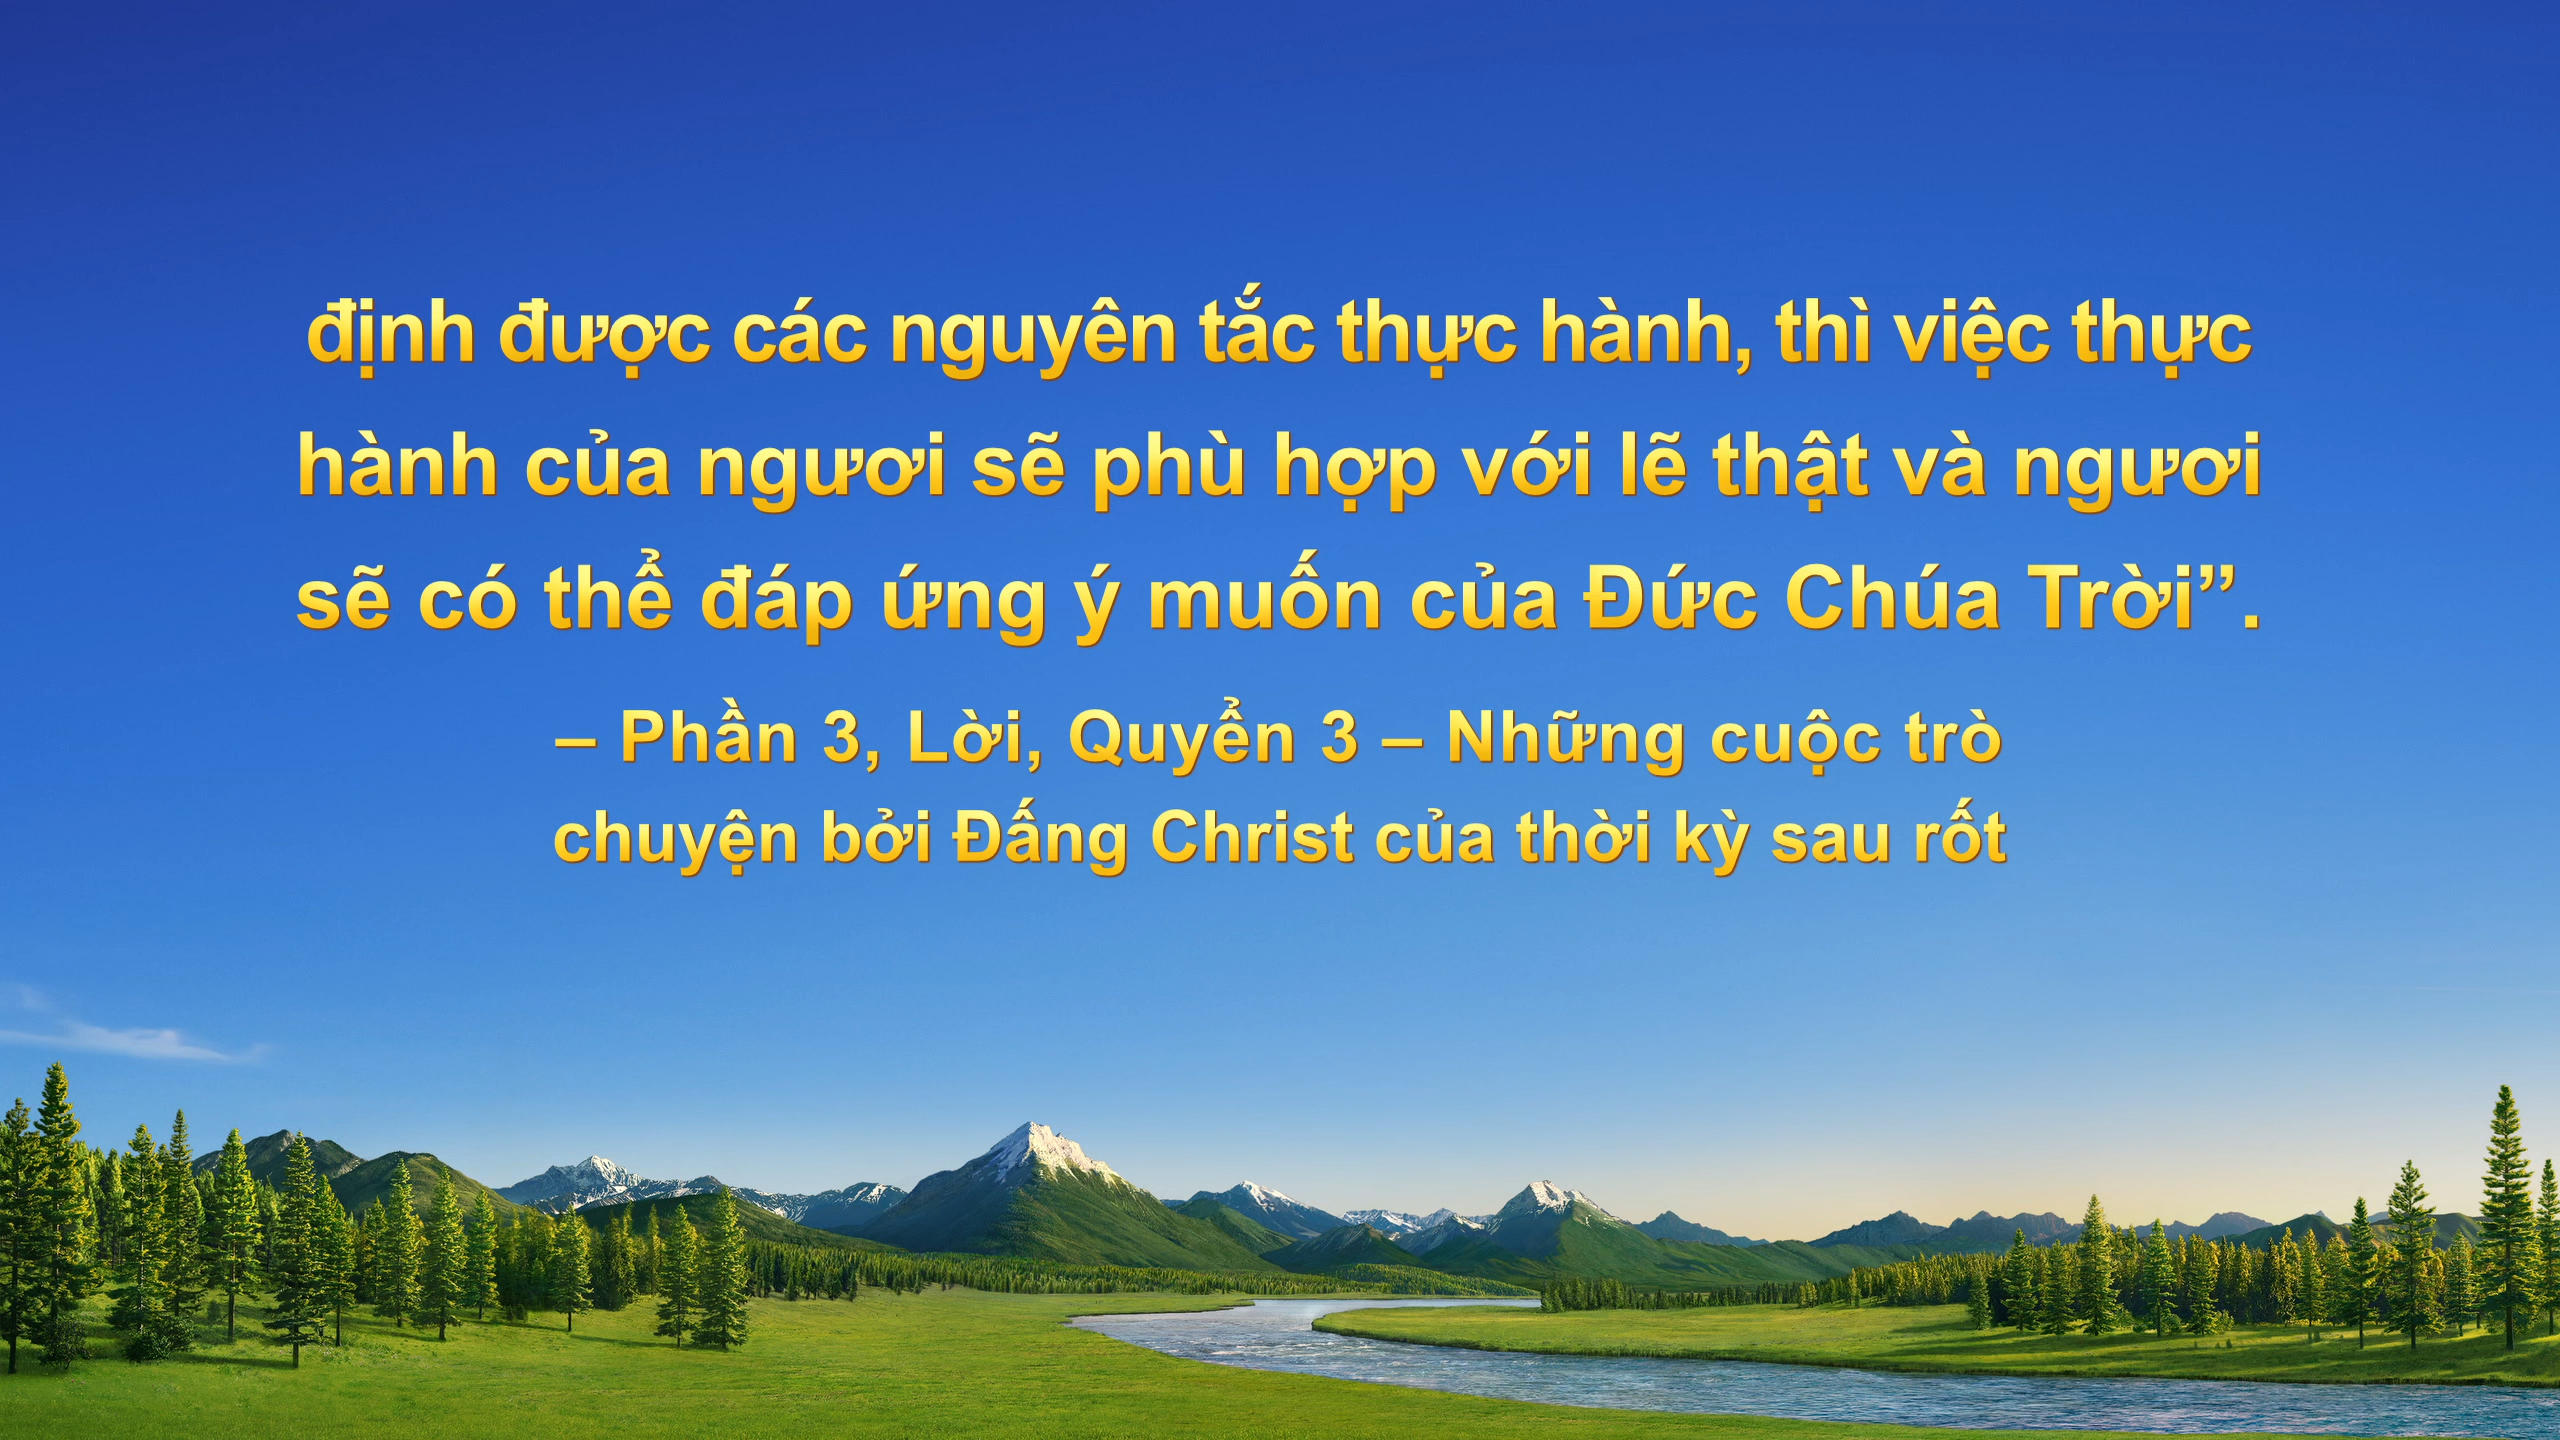 định được các nguyên tắc thực hành, thì việc thực
hành của ngươi sẽ phù hợp với lẽ thật và ngươi
sẽ có thể đáp ứng ý muốn của Đức Chúa Trời”.
– Phần 3, Lời, Quyển 3 – Những cuộc trò
chuyện bởi Đấng Christ của thời kỳ sau rốt